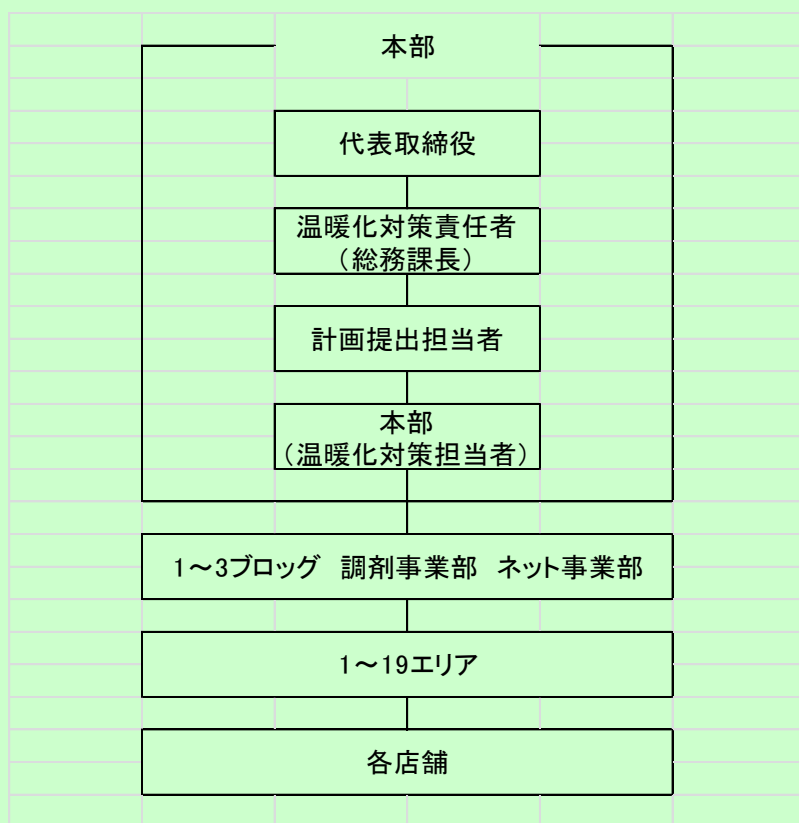 本部
代表取締役
温暖化対策責任者
（総務課長）
計画提出担当者
本部
（温暖化対策担当者）
1～3ブロッグ　調剤事業部　ネット事業部
1～19エリア
各店舗